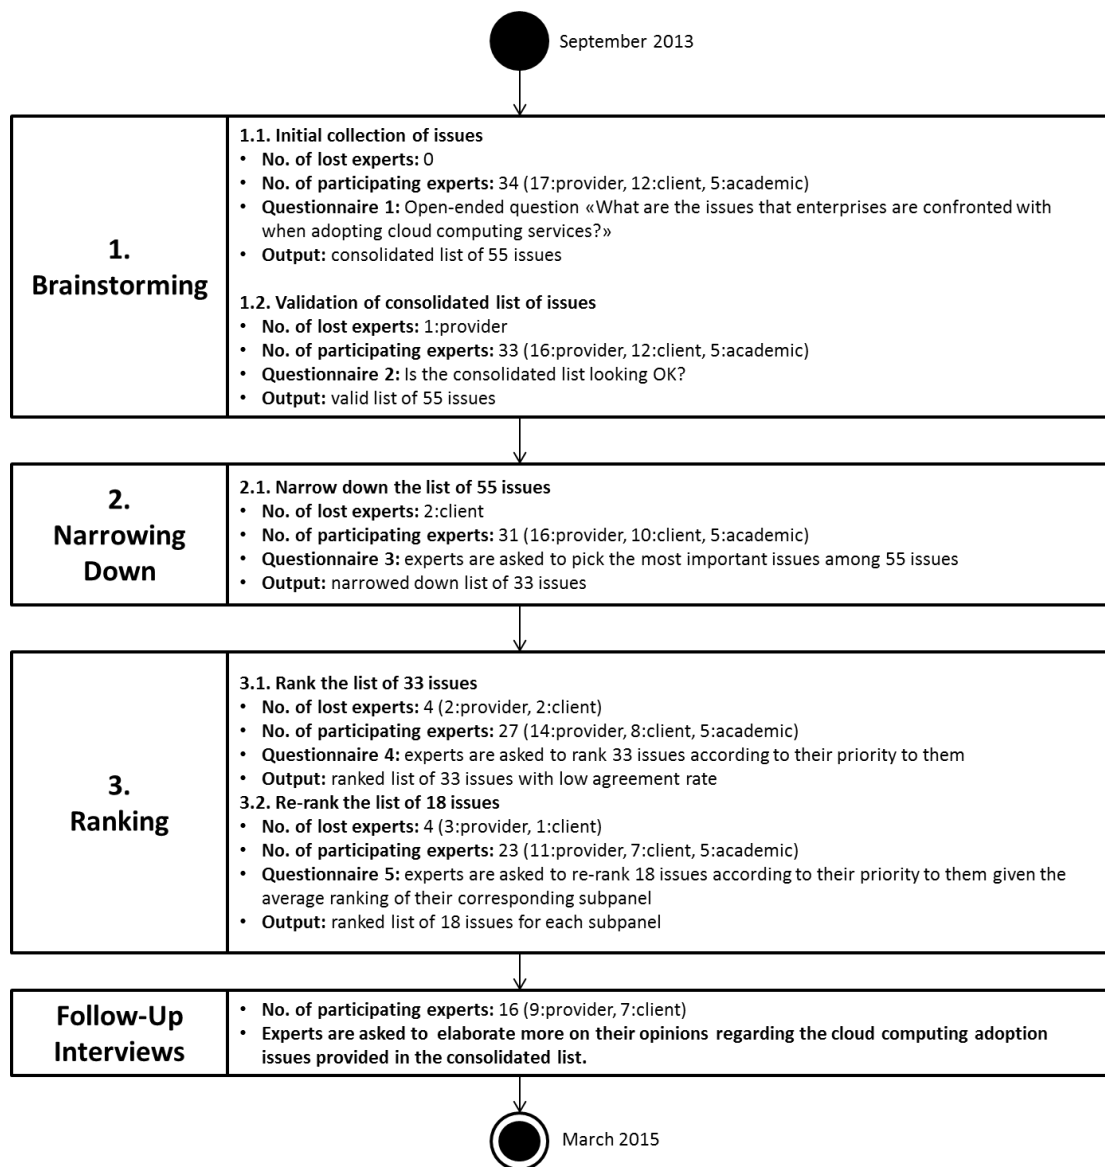 September 2013
1.
Brainstorming
1.1. Initial collection of issues
• No. of lost experts: 0
• No. of participating experts: 34 (17:provider, 12:client, 5:academic)
• Questionnaire 1: Open-ended question «What are the issues that enterprises are confronted with
when adopting cloud computing services?»
• Output: consolidated list of 55 issues
1.2. Validation of consolidated list of issues
• No. of lost experts: 1:provider
• No. of participating experts: 33 (16:provider, 12:client, 5:academic)
• Questionnaire 2: Is the consolidated list looking OK?
• Output: valid list of 55 issues
2.
Narrowing
Down
2.1. Narrow down the list of 55 issues
• No. of lost experts: 2:client
• No. of participating experts: 31 (16:provider, 10:client, 5:academic)
• Questionnaire 3: experts are asked to pick the most important issues among 55 issues
• Output: narrowed down list of 33 issues
3.
Ranking
3.1. Rank the list of 33 issues
• No. of lost experts: 4 (2:provider, 2:client)
• No. of participating experts: 27 (14:provider, 8:client, 5:academic)
• Questionnaire 4: experts are asked to rank 33 issues according to their priority to them
• Output: ranked list of 33 issues with low agreement rate
3.2. Re-rank the list of 18 issues
• No. of lost experts: 4 (3:provider, 1:client)
• No. of participating experts: 23 (11:provider, 7:client, 5:academic)
• Questionnaire 5: experts are asked to re-rank 18 issues according to their priority to them given the
average ranking of their corresponding subpanel
• Output: ranked list of 18 issues for each subpanel
Follow-Up
Interviews
• No. of participating experts: 16 (9:provider, 7:client)
• Experts are asked to elaborate more on their opinions regarding the cloud computing adoption
issues provided in the consolidated list.
March 2015